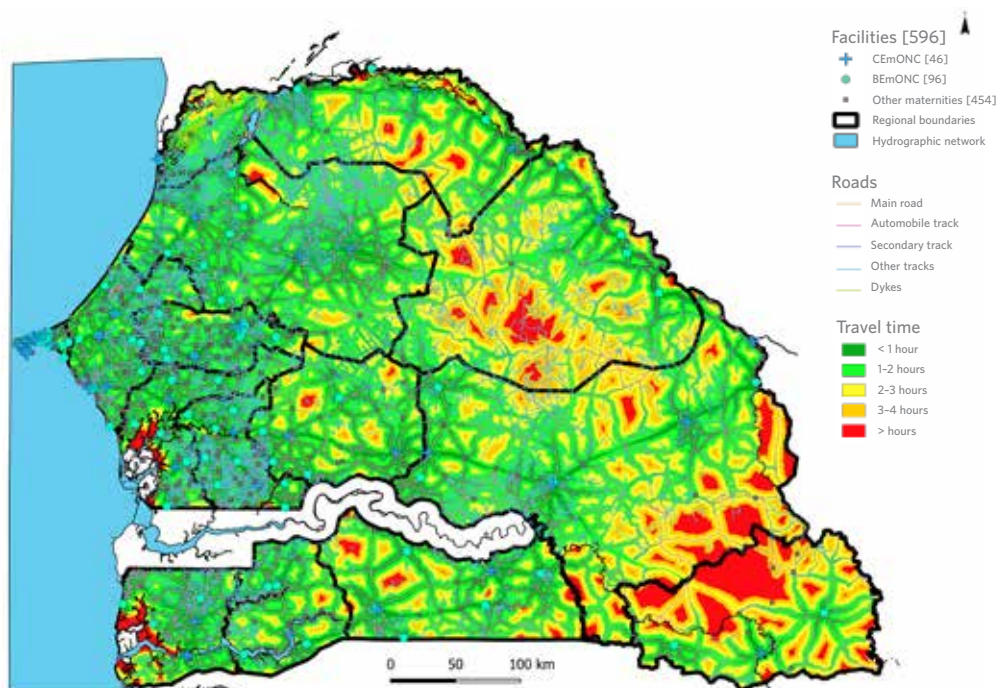 Facilities [596]
CEmONC [46]
BEmONC [96]
Other maternities [454]
Regional boundaries
Hydrographic network
Roads
Main road
Automobile track
Secondary track
Other tracks
Dykes
Travel time
< 1 hour
1–2 hours
2–3 hours
3–4 hours
> hours
0 50 100 km